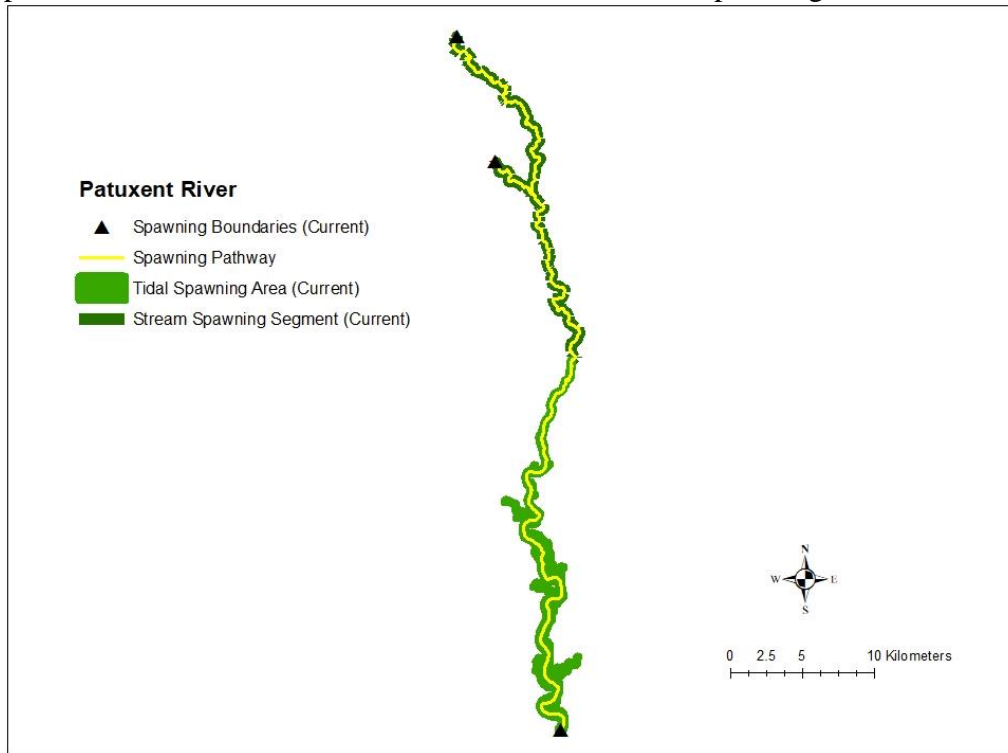 Patuxent River
Spawning Boundaries (Current)
Spawning Pathway
Tidal Spawning Area (Current)
Stream Spawning Segment (Current)
N
W E
S
0 2.5 5 10 Kilometers